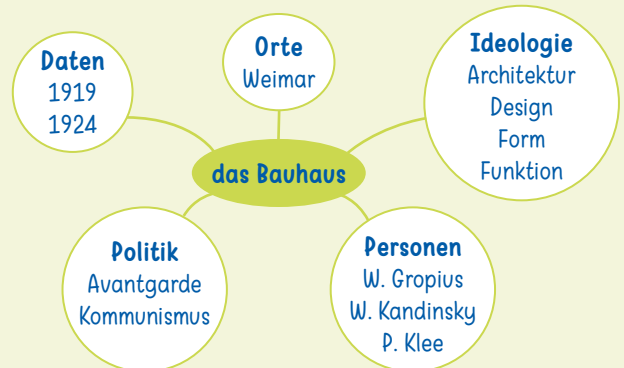 Daten
1919
1924
Orte
Weimar
Ideologie
Architektur
Design
Form
Funktion
das Bauhaus
Politik
Avantgarde
Kommunismus
Personen
W. Gropius
W. Kandinsky
P. Klee